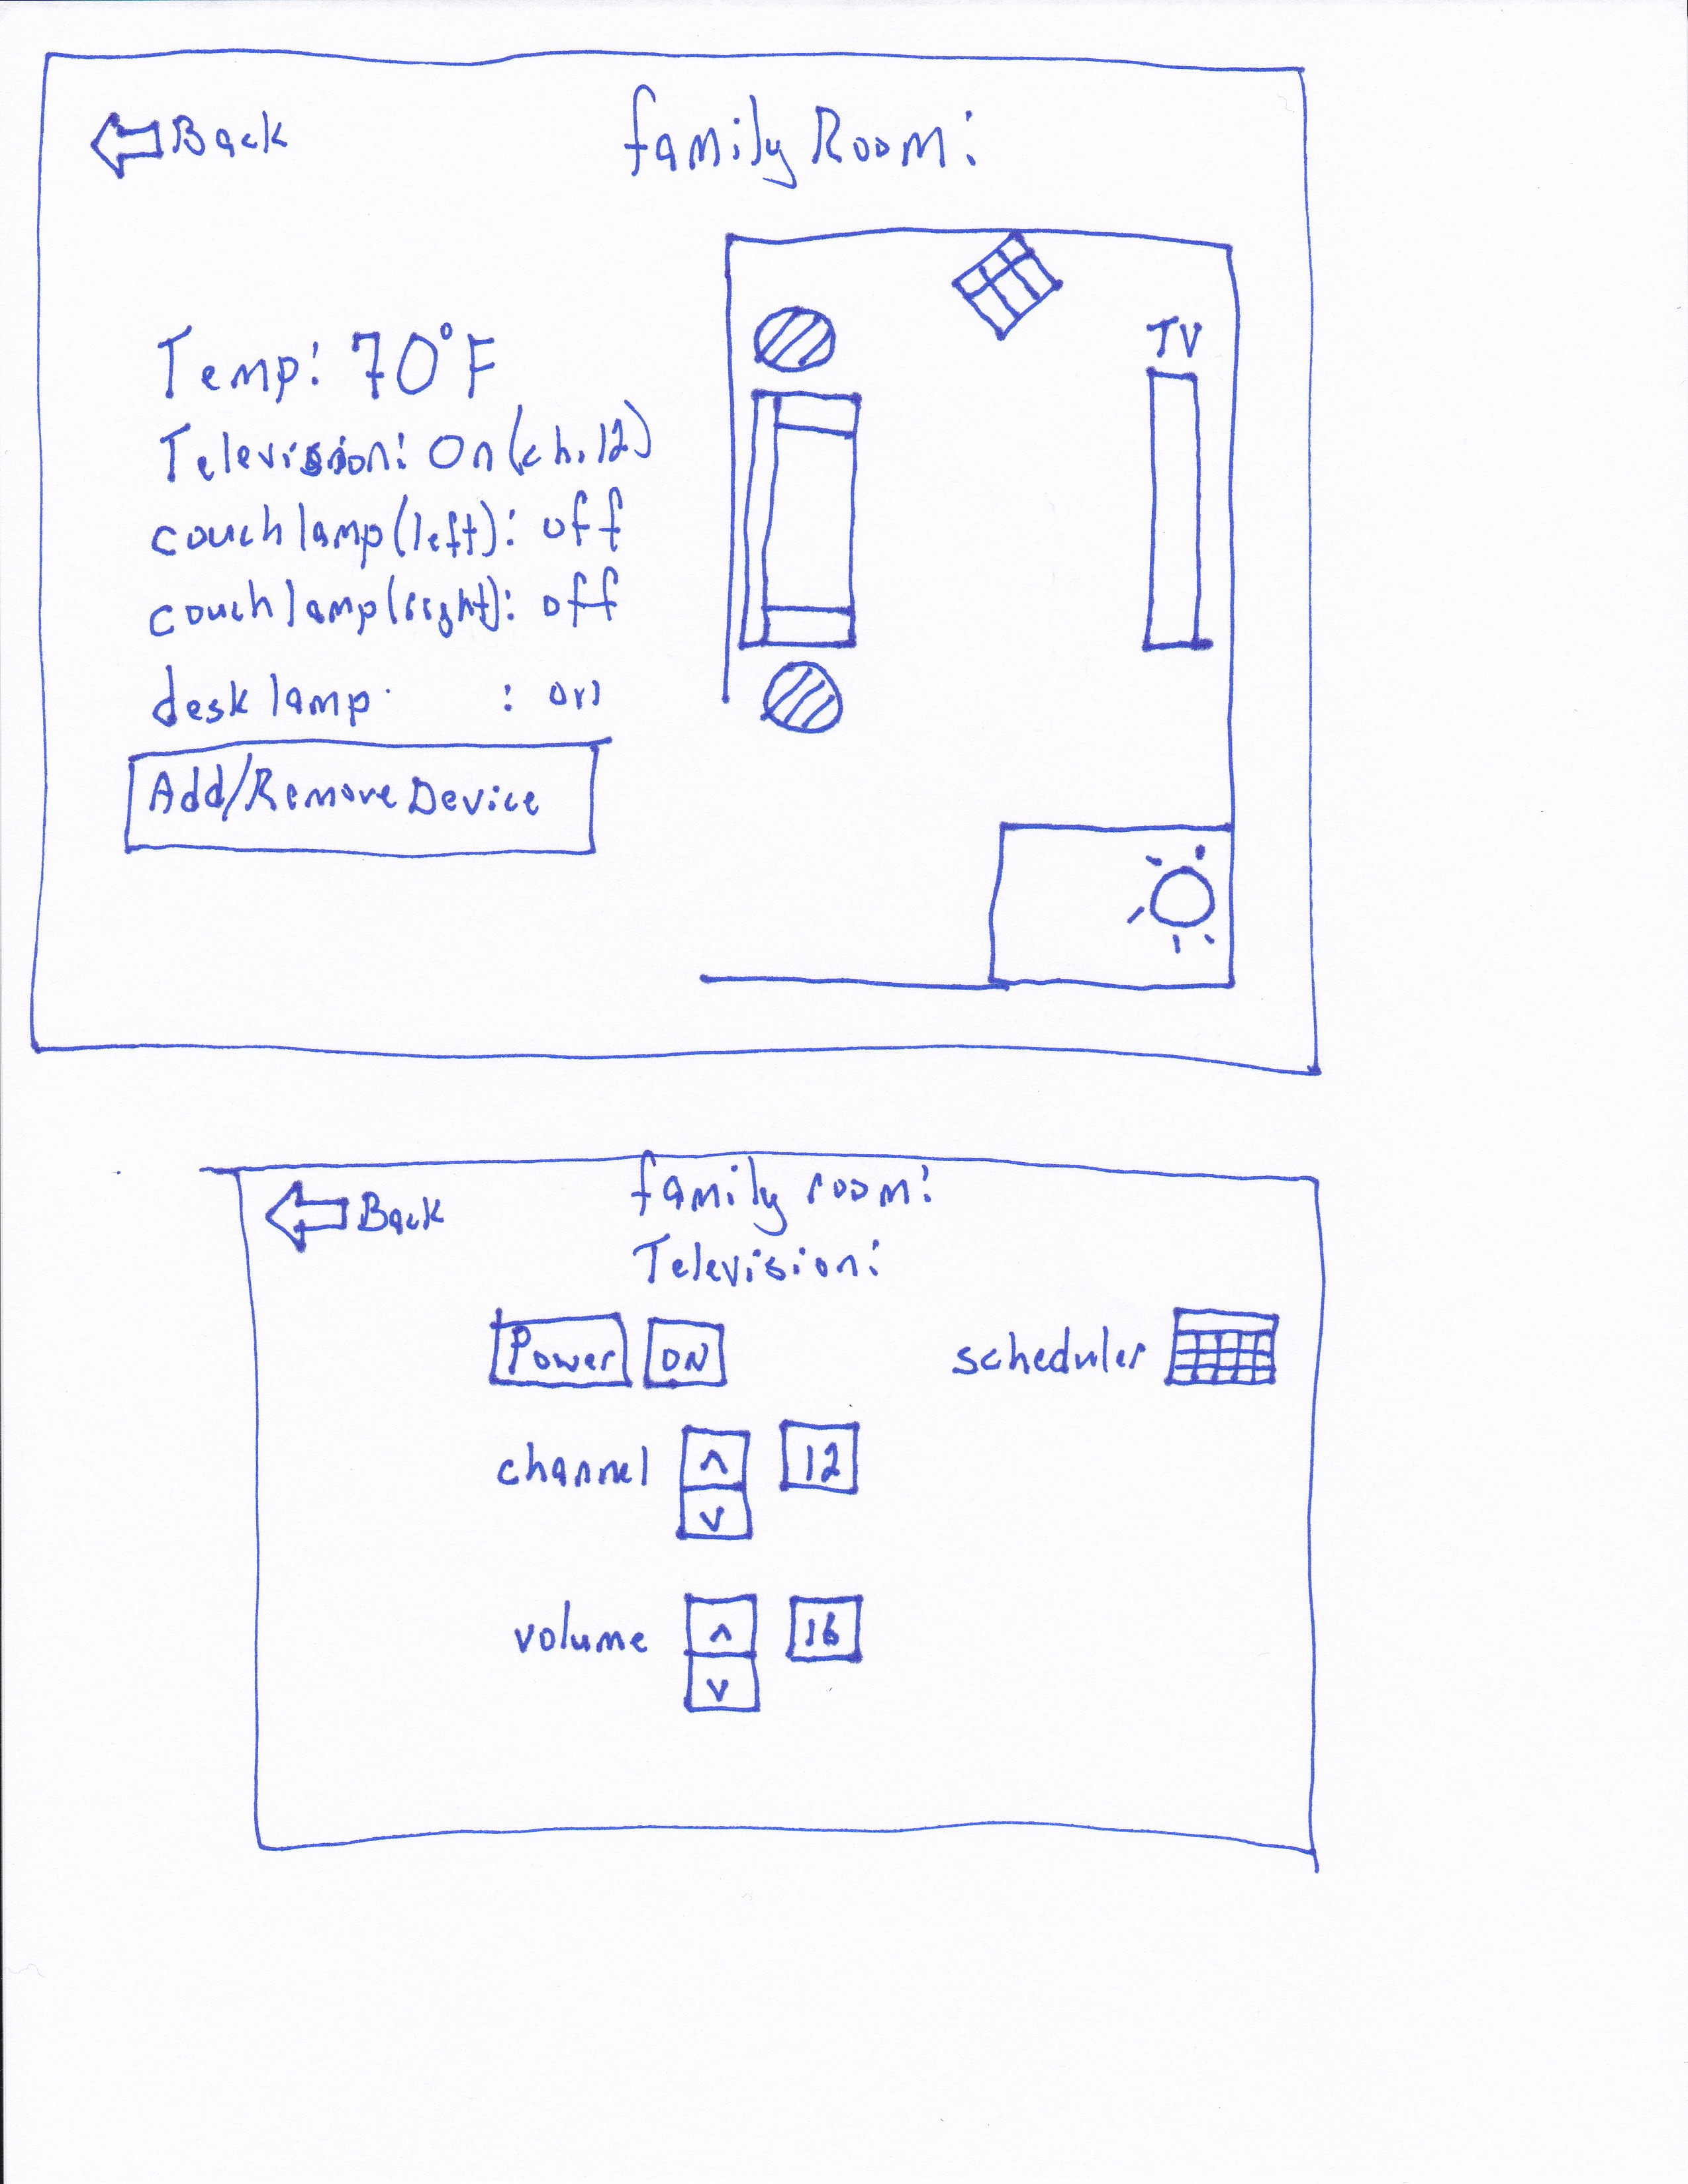 Back
family Room:
Temp: 70°F
TV
Television: On (ch. 12)
couch lamp (left): off
couch lamp (right): off
desk lamp : on
Add/Remove Device
Back
family room:
Television:
Power ON
scheduler
channel ^ 12
v
volume ^ 16
v